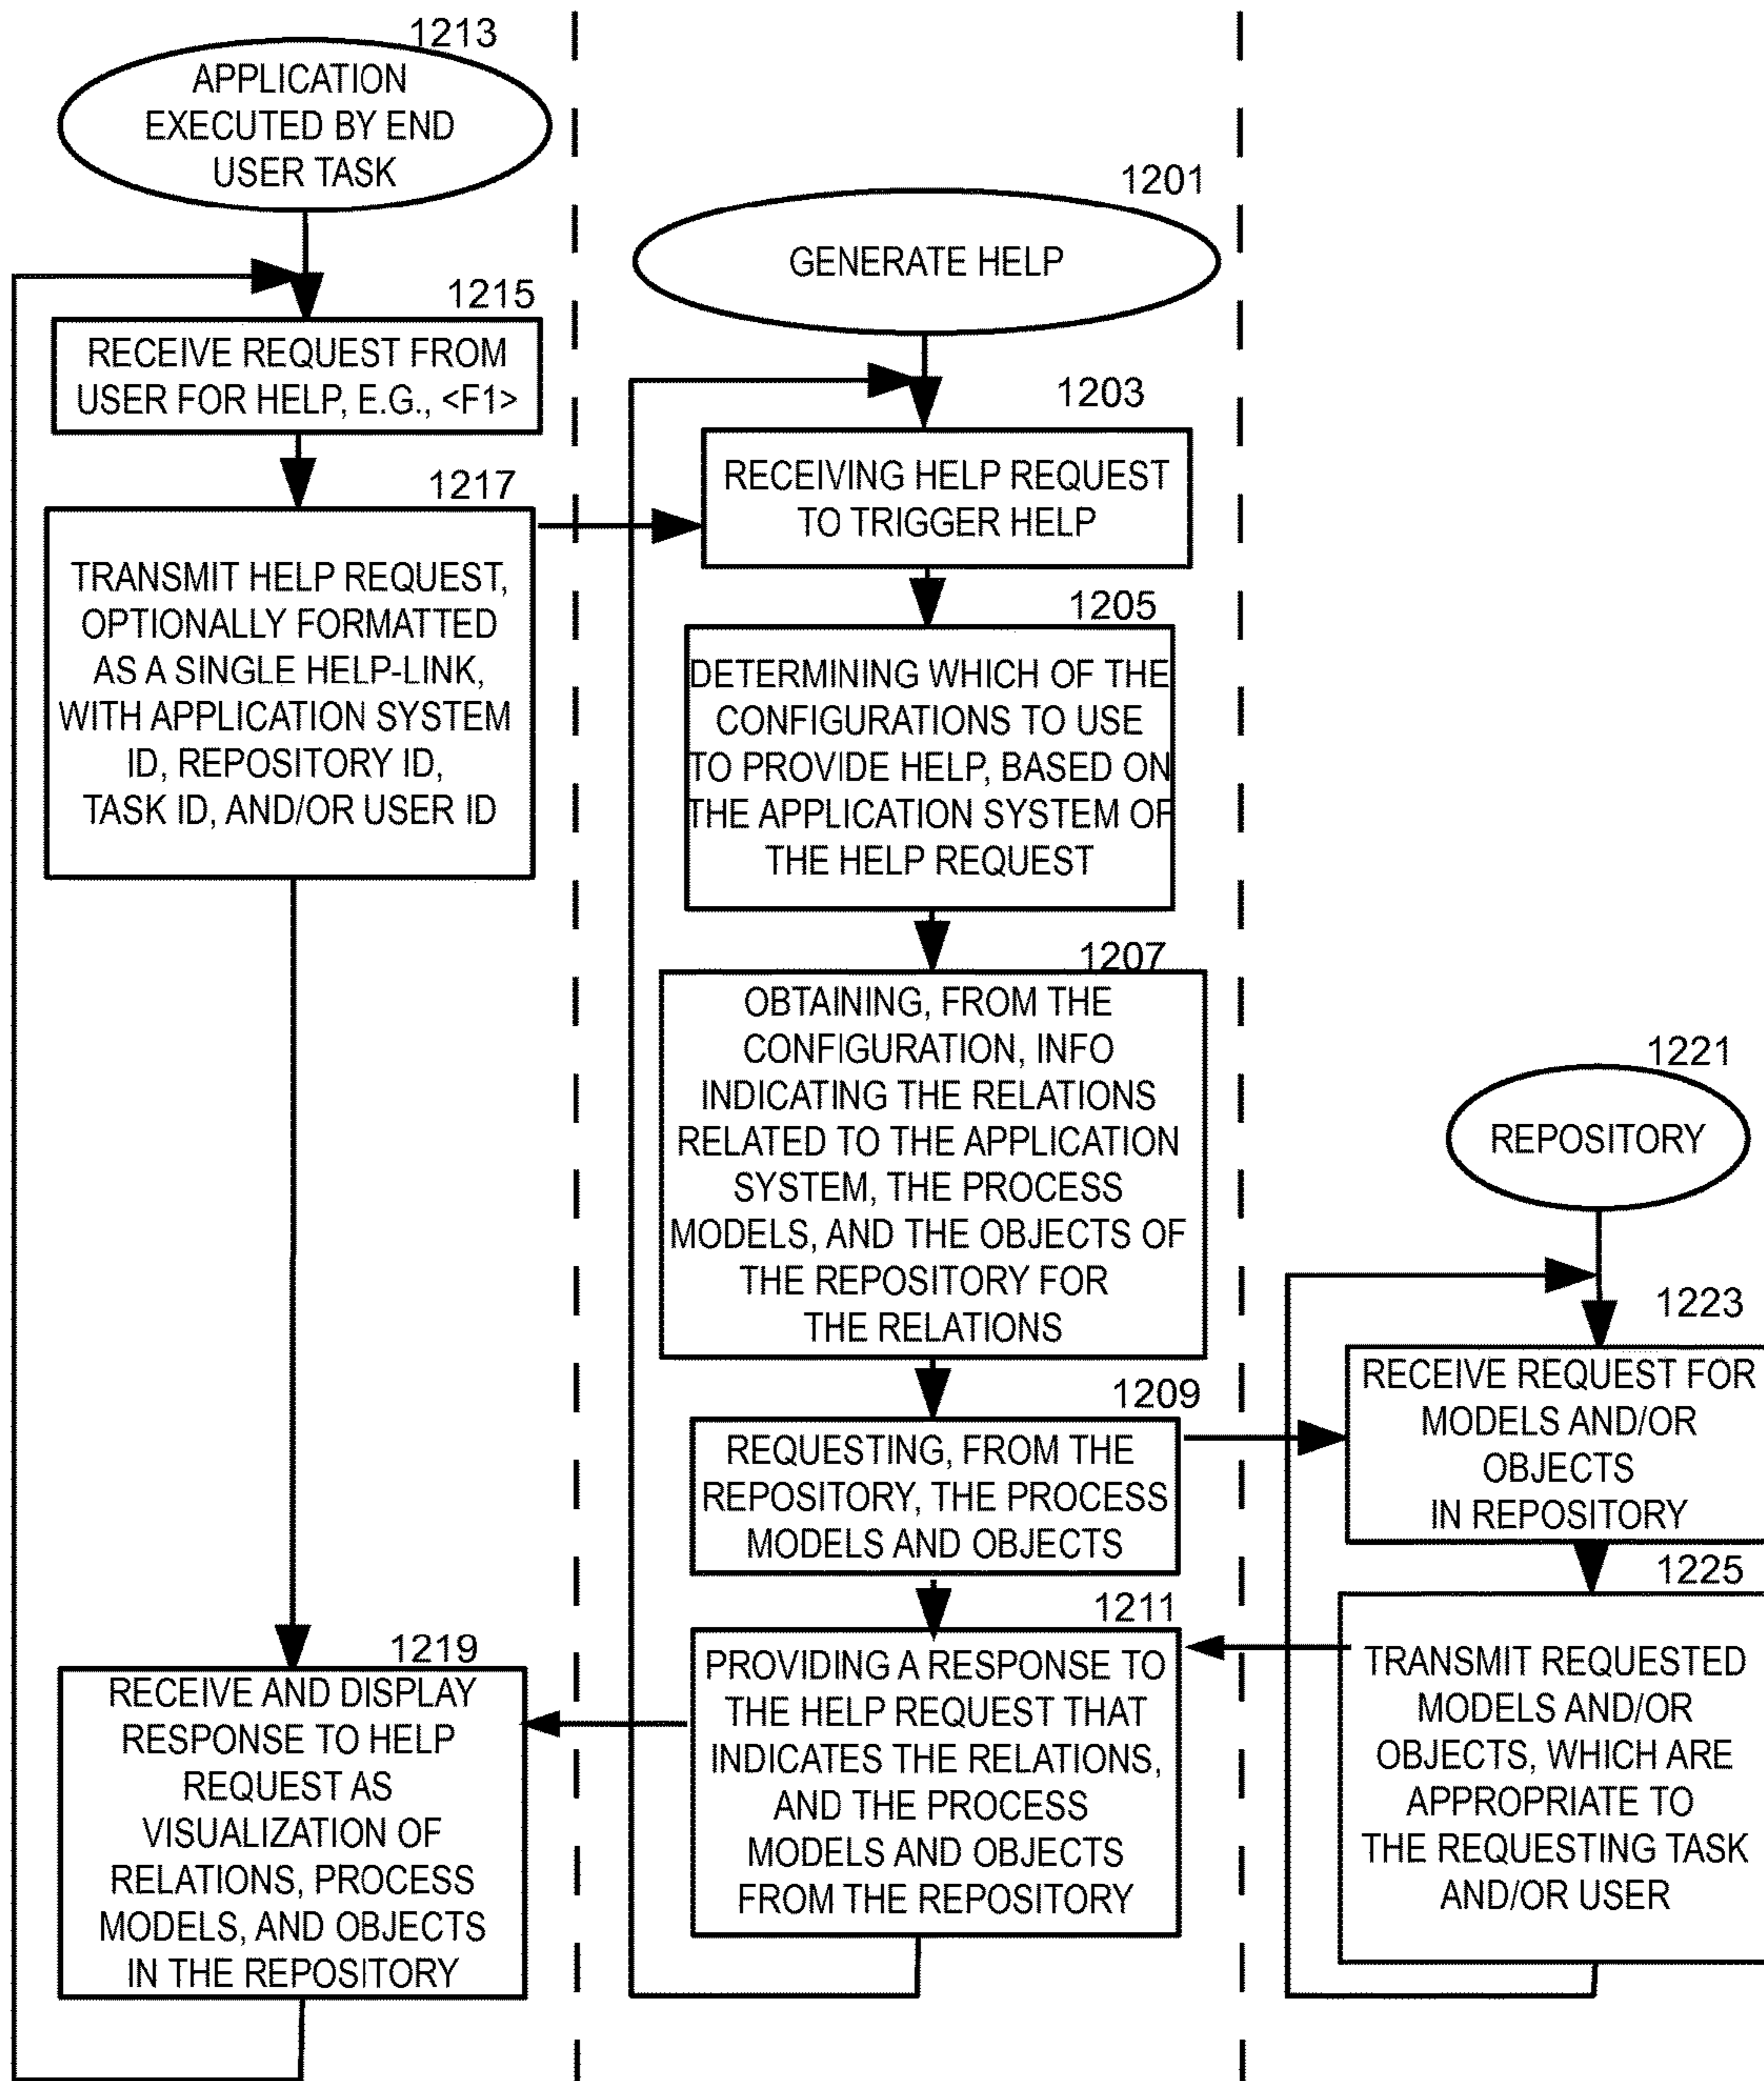 1213
APPLICATION
EXECUTED BY END
USER TASK
1215
RECEIVE REQUEST FROM
USER FOR HELP, E.G., <F1>
1217
TRANSMIT HELP REQUEST,
OPTIONALLY FORMATTED
AS A SINGLE HELP-LINK,
WITH APPLICATION SYSTEM
ID, REPOSITORY ID,
TASK ID, AND/OR USER ID
1219
RECEIVE AND DISPLAY
RESPONSE TO HELP
REQUEST AS
VISUALIZATION OF
RELATIONS, PROCESS
MODELS, AND OBJECTS
IN THE REPOSITORY
1201
GENERATE HELP
1203
RECEIVING HELP REQUEST
TO TRIGGER HELP
1205
DETERMINING WHICH OF THE
CONFIGURATIONS TO USE
TO PROVIDE HELP, BASED ON
THE APPLICATION SYSTEM OF
THE HELP REQUEST
1207
OBTAINING, FROM THE
CONFIGURATION, INFO
INDICATING THE RELATIONS
RELATED TO THE APPLICATION
SYSTEM, THE PROCESS
MODELS, AND THE OBJECTS OF
THE REPOSITORY FOR
THE RELATIONS
1209
REQUESTING, FROM THE
REPOSITORY, THE PROCESS
MODELS AND OBJECTS
1211
PROVIDING A RESPONSE TO
THE HELP REQUEST THAT
INDICATES THE RELATIONS,
AND THE PROCESS
MODELS AND OBJECTS
FROM THE REPOSITORY
1221
REPOSITORY
1223
RECEIVE REQUEST FOR
MODELS AND/OR
OBJECTS
IN REPOSITORY
1225
TRANSMIT REQUESTED
MODELS AND/OR
OBJECTS, WHICH ARE
APPROPRIATE TO
THE REQUESTING TASK
AND/OR USER